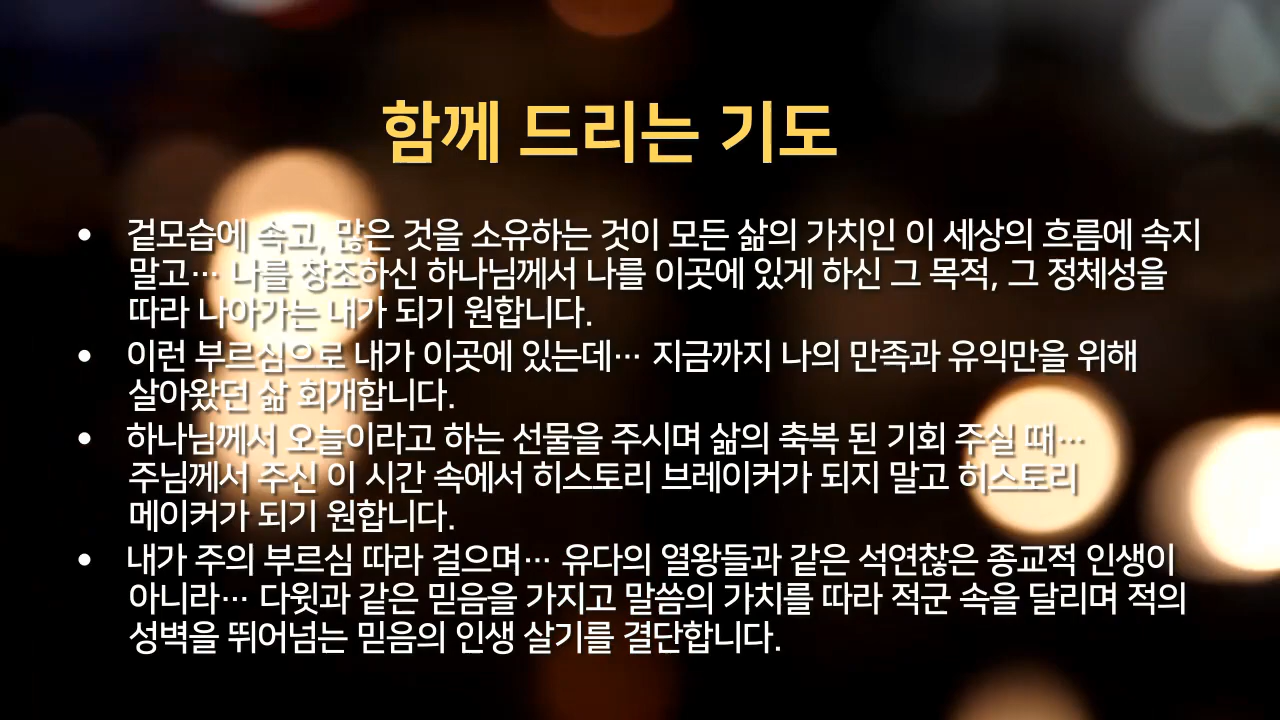 함께 드리는 기도
• 겉모습에 속고, 많은 것을 소유하는 것이 모든 삶의 가치인 이 세상의 흐름에 속지
말고… 나를 창조하신 하나님께서 나를 이곳에 있게 하신 그 목적, 그 정체성을
따라 나아가는 내가 되기 원합니다.
• 이런 부르심으로 내가 이곳에 있는데… 지금까지 나의 만족과 유익만을 위해
살아왔던 삶 회개합니다.
• 하나님께서 오늘이라고 하는 선물을 주시며 삶의 축복 된 기회 주실 때…
주님께서 주신 이 시간 속에서 히스토리 브레이커가 되지 말고 히스토리
메이커가 되기 원합니다.
• 내가 주의 부르심 따라 걸으며… 유다의 열왕들과 같은 석연찮은 종교적 인생이
아니라… 다윗과 같은 믿음을 가지고 말씀의 가치를 따라 적군 속을 달리며 적의
성벽을 뛰어넘는 믿음의 인생 살기를 결단합니다.